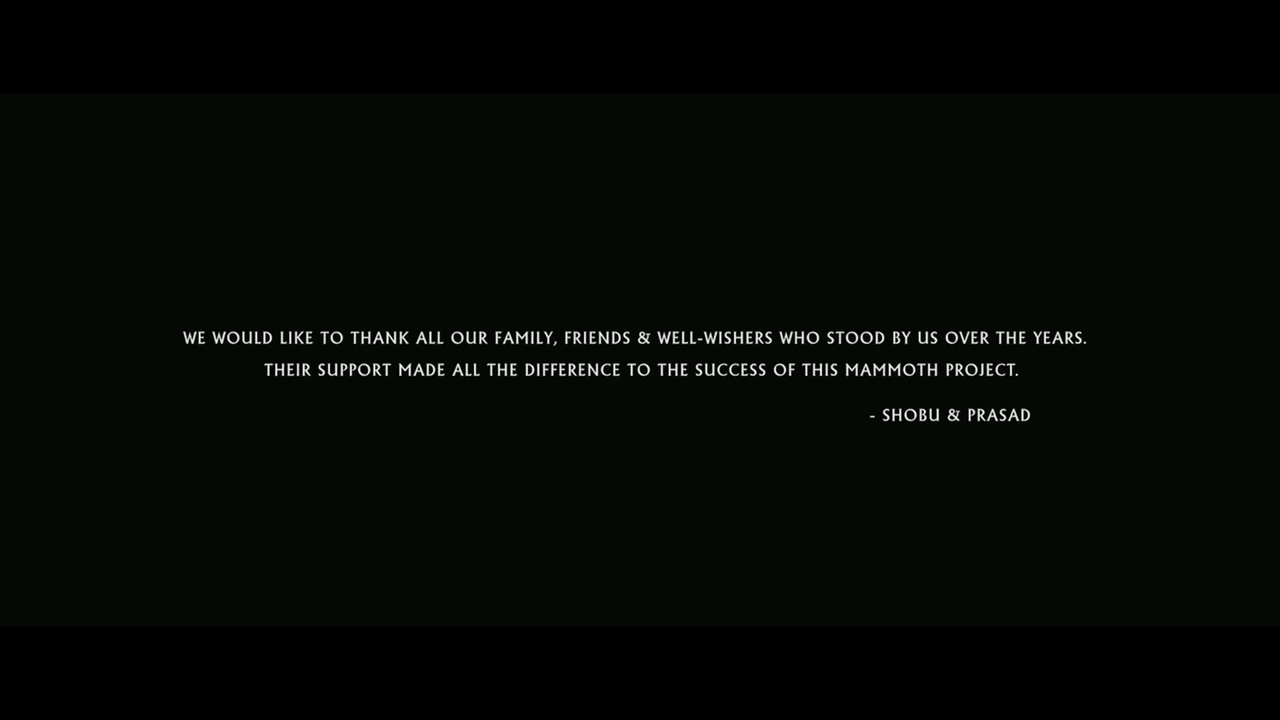 WE WOULD LIKE TO THANK ALL OUR FAMILY, FRIENDS & WELL-WISHERS WHO STOOD BY US OVER THE YEARS.
THEIR SUPPORT MADE ALL THE DIFFERENCE TO THE SUCCESS OF THIS MAMMOTH PROJECT.
- SHOBU & PRASAD